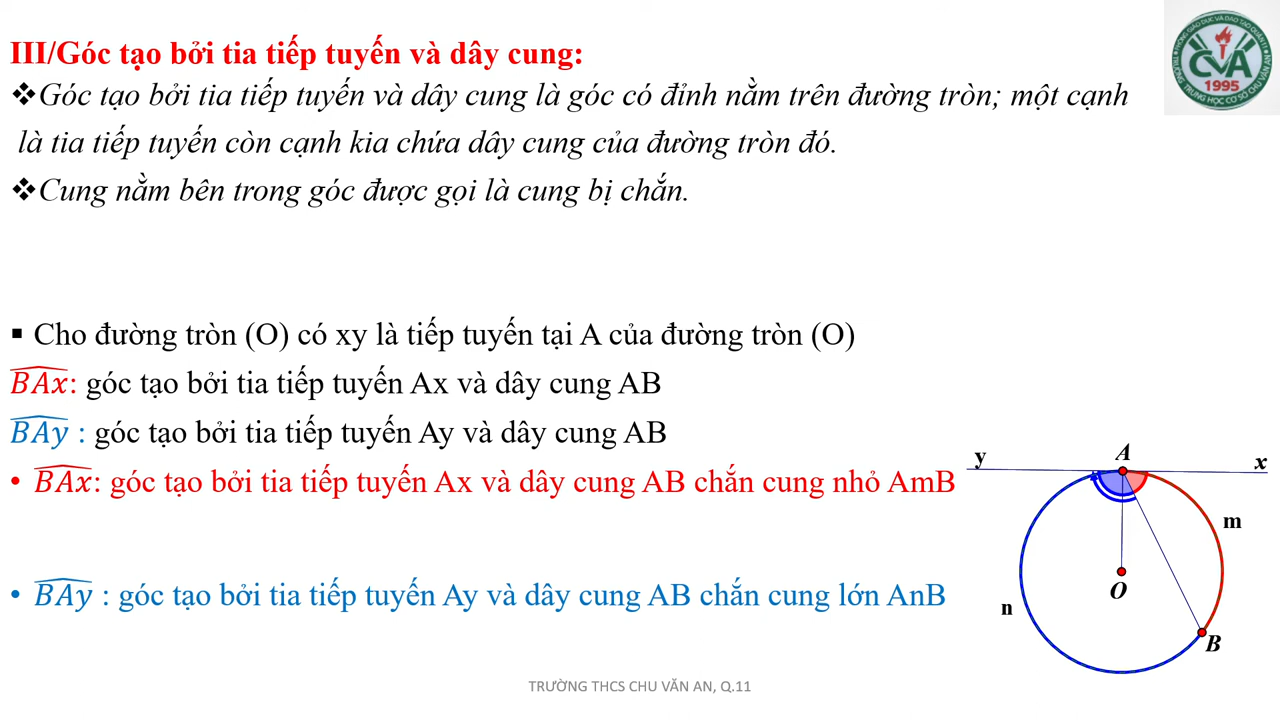 III/Góc tạo bởi tia tiếp tuyến và dây cung:
❖Góc tạo bởi tia tiếp tuyến và dây cung là góc có đỉnh nằm trên đường tròn; một cạnh
là tia tiếp tuyến còn cạnh kia chứa dây cung của đường tròn đó.
❖Cung nằm bên trong góc được gọi là cung bị chắn.
▪ Cho đường tròn (O) có xy là tiếp tuyến tại A của đường tròn (O)
BAx: góc tạo bởi tia tiếp tuyến Ax và dây cung AB
BAy : góc tạo bởi tia tiếp tuyến Ay và dây cung AB
• BAx: góc tạo bởi tia tiếp tuyến Ax và dây cung AB chắn cung nhỏ AmB
• BAy : góc tạo bởi tia tiếp tuyến Ay và dây cung AB chắn cung lớn AnB
y
A
x
m
O
n
B
CVA
1995
TRƯỜNG THCS CHU VĂN AN, Q.11